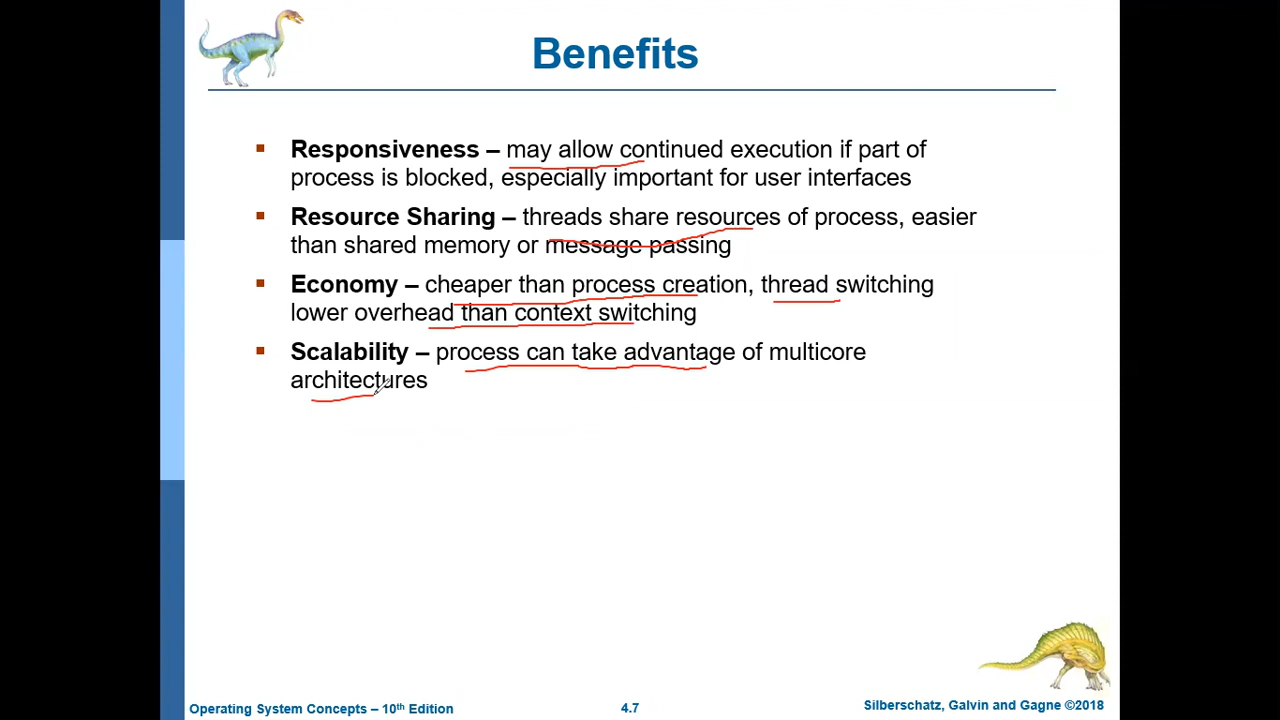 Benefits
▪ Responsiveness – may allow continued execution if part of
process is blocked, especially important for user interfaces
▪ Resource Sharing – threads share resources of process, easier
than shared memory or message passing
▪ Economy – cheaper than process creation, thread switching
lower overhead than context switching
▪ Scalability – process can take advantage of multicore
architectures
Operating System Concepts – 10th Edition
4.7
Silberschatz, Galvin and Gagne ©2018